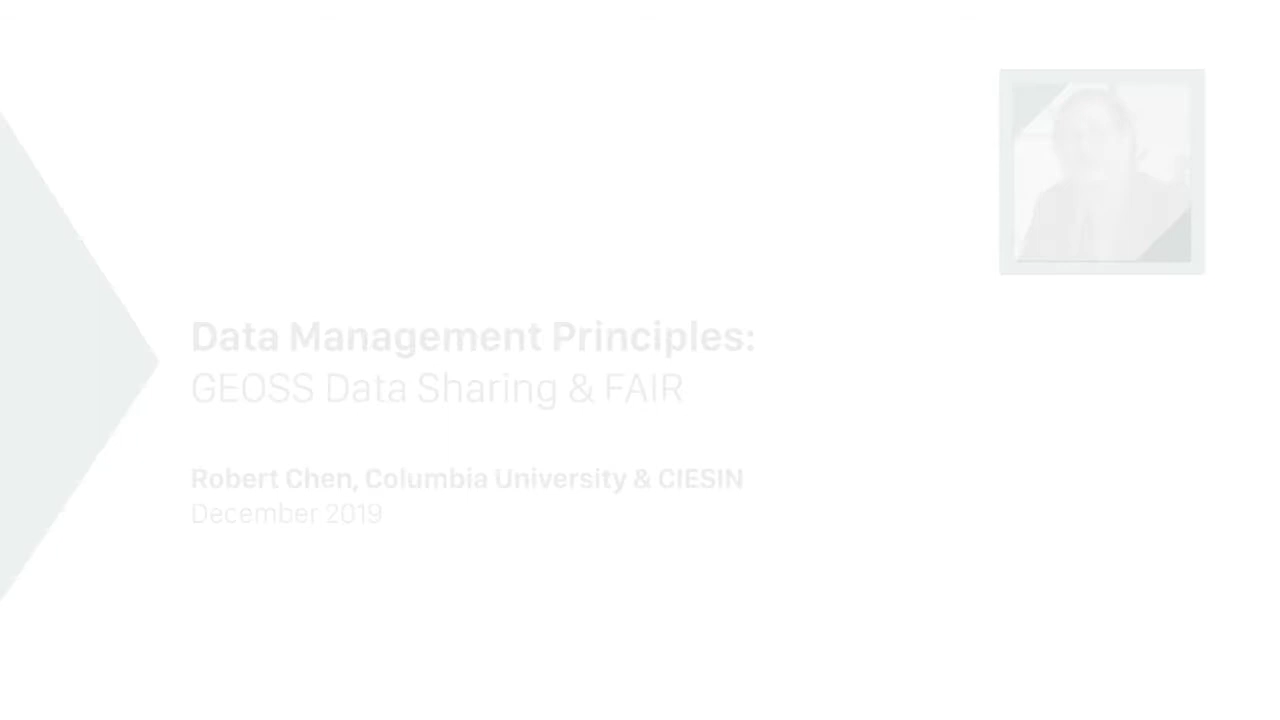 Data Management Principles:
GEOSS Data Sharing & FAIR
Robert Chen, Columbia University & CIESIN
December 2019